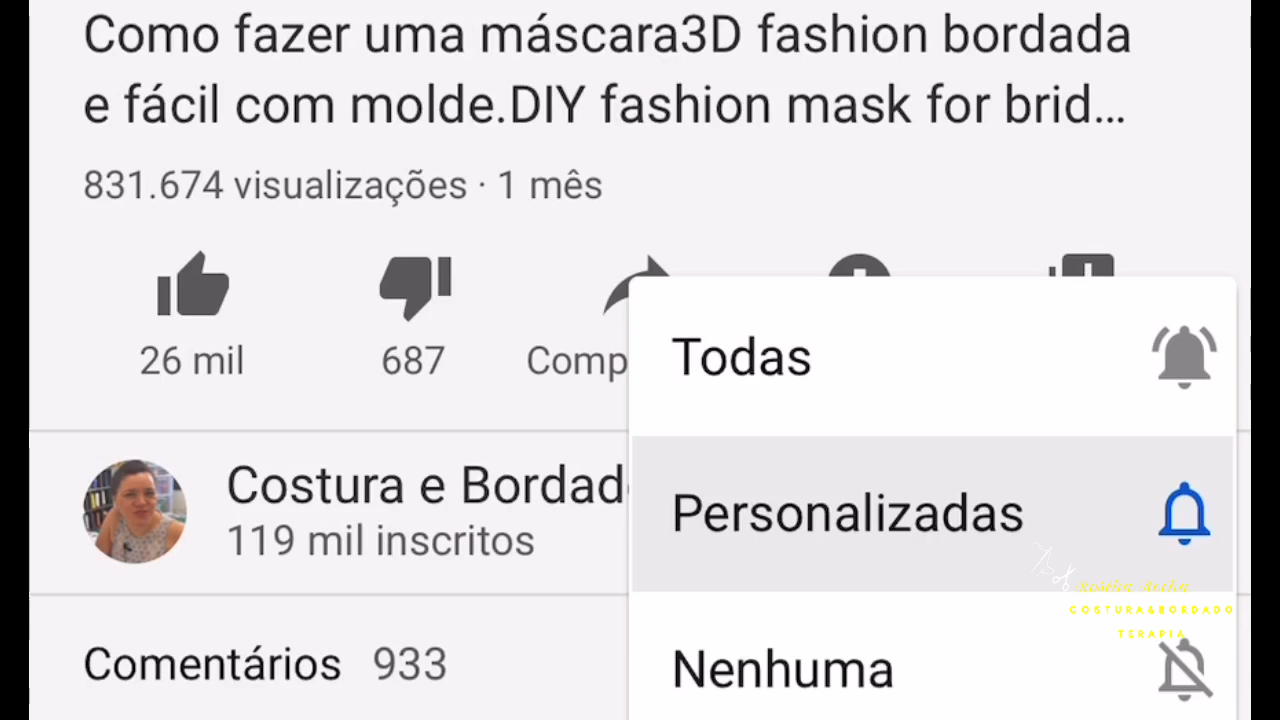 Como fazer uma máscara3D fashion bordada
e fácil com molde.DIY fashion mask for brid...
831.674 visualizações · 1 mês
26 mil
687
Comp
Todas
Costura e Bordad
119 mil inscritos
Personalizadas
COSTURA&BORDADO
TERAPIA
Comentários 933
Nenhuma